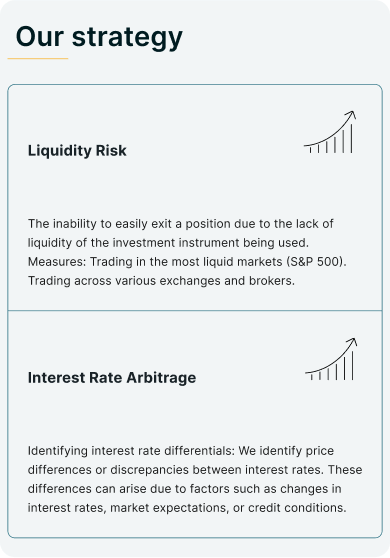 Our strategy
Liquidity Risk
The inability to easily exit a position due to the lack of
liquidity of the investment instrument being used.
Measures: Trading in the most liquid markets (S&P 500).
Trading across various exchanges and brokers.
Interest Rate Arbitrage
Identifying interest rate differentials: We identify price
differences or discrepancies between interest rates. These
differences can arise due to factors such as changes in
interest rates, market expectations, or credit conditions.